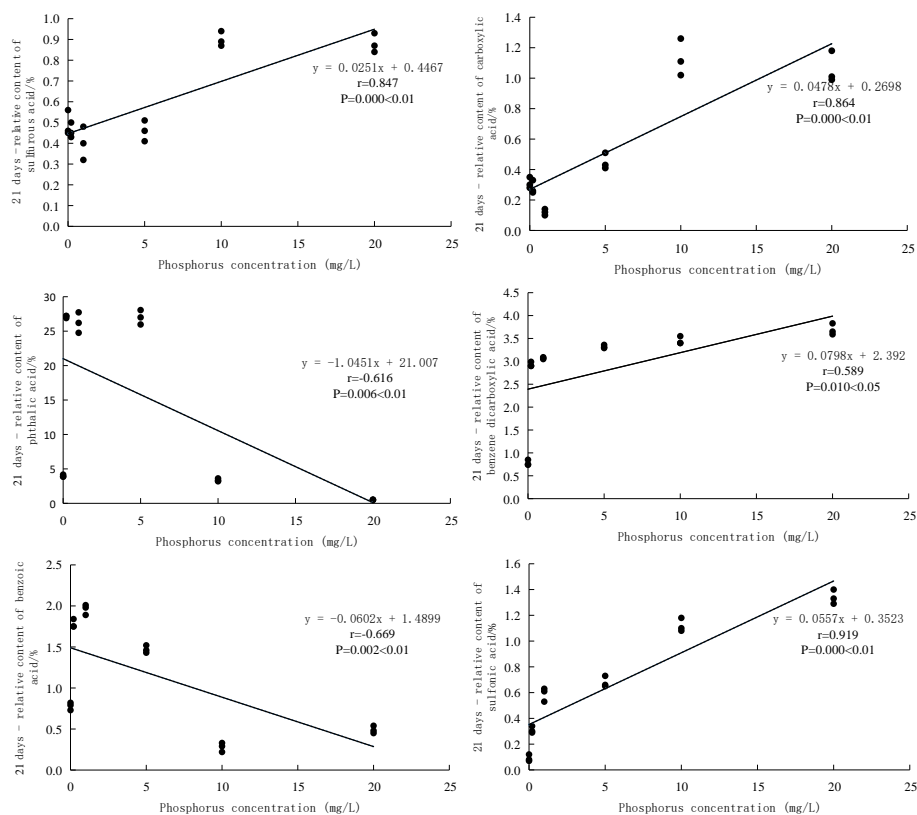 21 days -relative content of
sulfurous acid/%
1.0
0.9
0.8
0.7
0.6
0.5
0.4
0.3
0.2
0.1
0.0
y = 0.0251x + 0.4467
r=0.847
P=0.000<0.01
0 5 10 15 20 25
Phosphorus concentration (mg/L)
21 days - relative content of carboxylic
acid/%
1.4
1.2
1.0
0.8
0.6
0.4
0.2
0.0
y = 0.0478x + 0.2698
r=0.864
P=0.000<0.01
0 5 10 15 20 25
Phosphorus concentration (mg/L)
21 days - relative content of
phthalic acid/%
30
25
20
15
10
5
0
y = -1.0451x + 21.007
r=-0.616
P=0.006<0.01
0 5 10 15 20 25
Phosphorus concentration (mg/L)
21 days - relative content of
benzene dicarboxylic acid/%
4.5
4.0
3.5
3.0
2.5
2.0
1.5
1.0
0.5
0.0
y = 0.0798x + 2.392
r=0.589
P=0.010<0.05
0 5 10 15 20 25
Phosphorus concentration (mg/L)
21 days - relative content of benzoic
acid/%
2.5
2.0
1.5
1.0
0.5
0.0
y = -0.0602x + 1.4899
r=-0.669
P=0.002<0.01
0 5 10 15 20 25
Phosphorus concentration (mg/L)
21 days - relative content of
sulfonic acid/%
1.6
1.4
1.2
1.0
0.8
0.6
0.4
0.2
0.0
y = 0.0557x + 0.3523
r=0.919
P=0.000<0.01
0 5 10 15 20 25
Phosphorus concentration (mg/L)